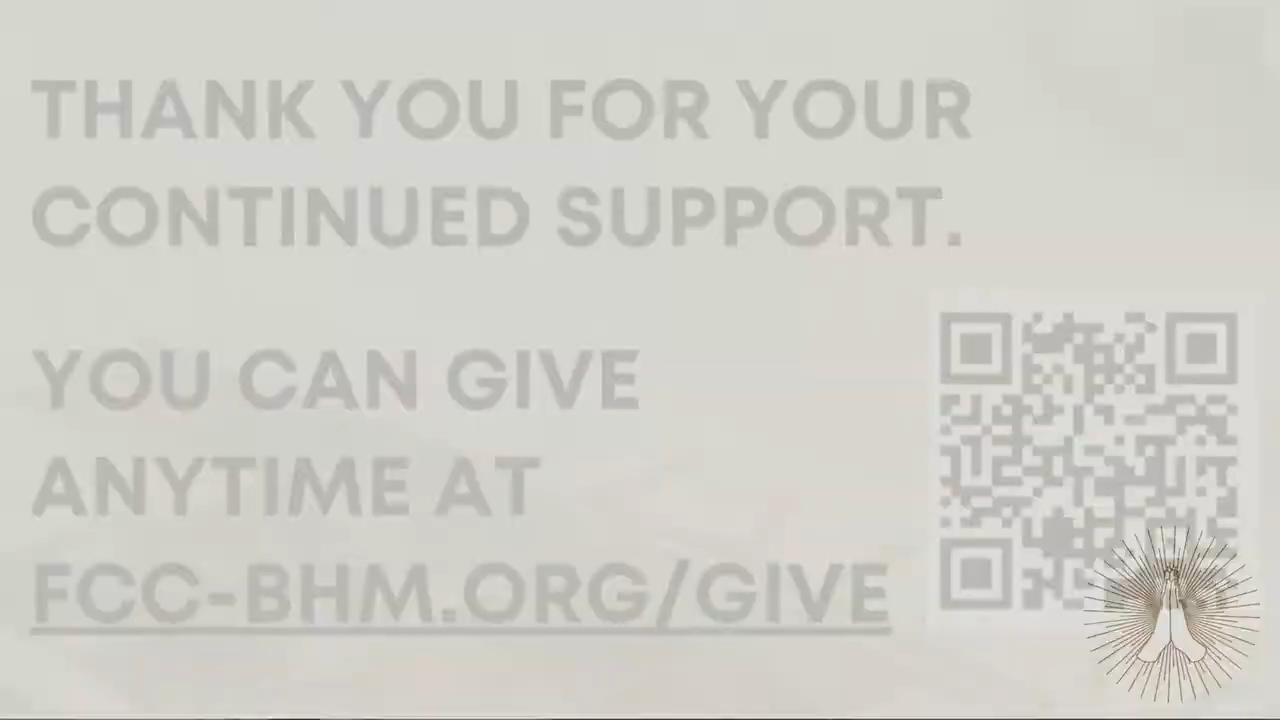 THANK YOU FOR YOUR
CONTINUED SUPPORT.
YOU CAN GIVE
ANYTIME AT
FCC-BHM.ORG/GIVE